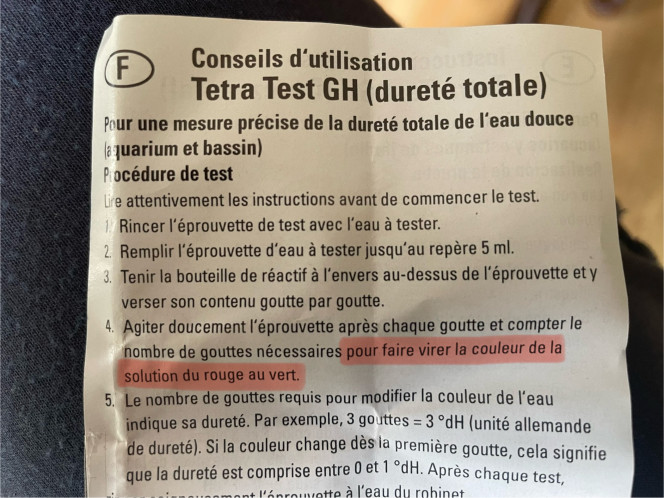 F
Conseils d'utilisation
Tetra Test GH (dureté totale)
Pour une mesure précise de la dureté totale de l'eau douce
(aquarium et bassin)
Procédure de test
Lire attentivement les instructions avant de commencer le test.
1. Rincer l'éprouvette de test avec l'eau à tester.
2. Remplir l'éprouvette d'eau à tester jusqu'au repère 5 ml.
3. Tenir la bouteille de réactif à l'envers au-dessus de l'éprouvette et y
verser son contenu goutte par goutte.
4. Agiter doucement l'éprouvette après chaque goutte et compter le
nombre de gouttes nécessaires pour faire virer la couleur de la
solution du rouge au vert.
5. Le nombre de gouttes requis pour modifier la couleur de l'eau
indique sa dureté. Par exemple, 3 gouttes = 3 °dH (unité allemande
de dureté). Si la couleur change dès la première goutte, cela signifie
que la dureté est comprise entre 0 et 1 °dH. Après chaque test,
l'éprouvette à l'eau du robinet